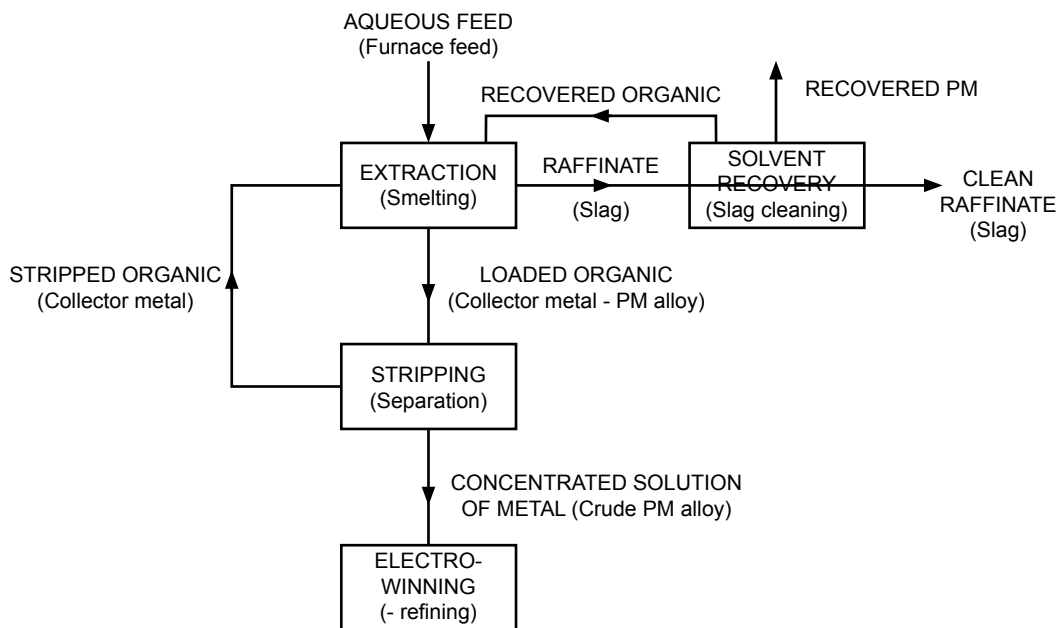 AQUEOUS FEED
(Furnace feed)
RECOVERED ORGANIC
RECOVERED PM
EXTRACTION
(Smelting)
RAFFINATE
(Slag)
SOLVENT
RECOVERY
(Slag cleaning)
CLEAN
RAFFINATE
(Slag)
STRIPPED ORGANIC
(Collector metal)
LOADED ORGANIC
(Collector metal - PM alloy)
STRIPPING
(Separation)
CONCENTRATED SOLUTION
OF METAL (Crude PM alloy)
ELECTRO-
WINNING
(- refining)